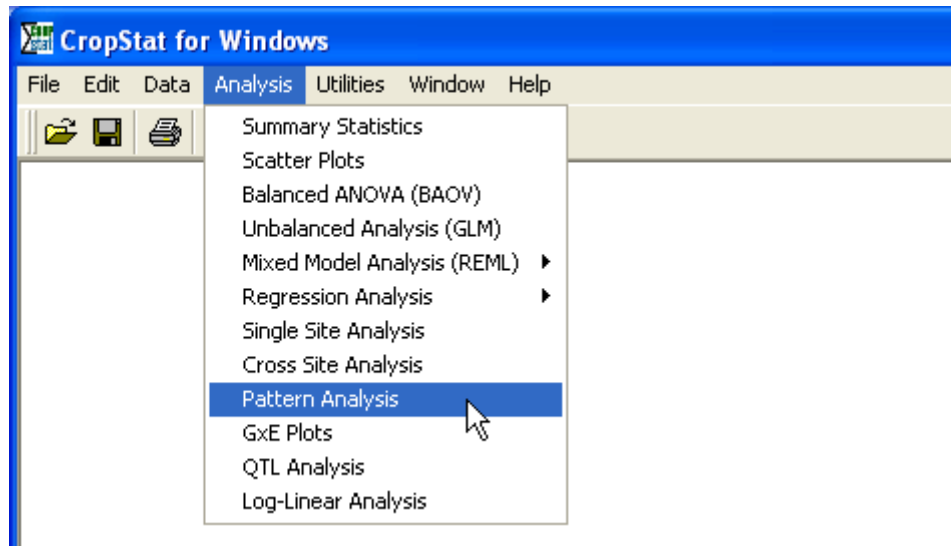 CropStat for Windows
File Edit Data Analysis Utilities Window Help
Summary Statistics
Scatter Plots
Balanced ANOVA (BAOV)
Unbalanced Analysis (GLM)
Mixed Model Analysis (REML)
Regression Analysis
Single Site Analysis
Cross Site Analysis
Pattern Analysis
GxE Plots
QTL Analysis
Log-Linear Analysis